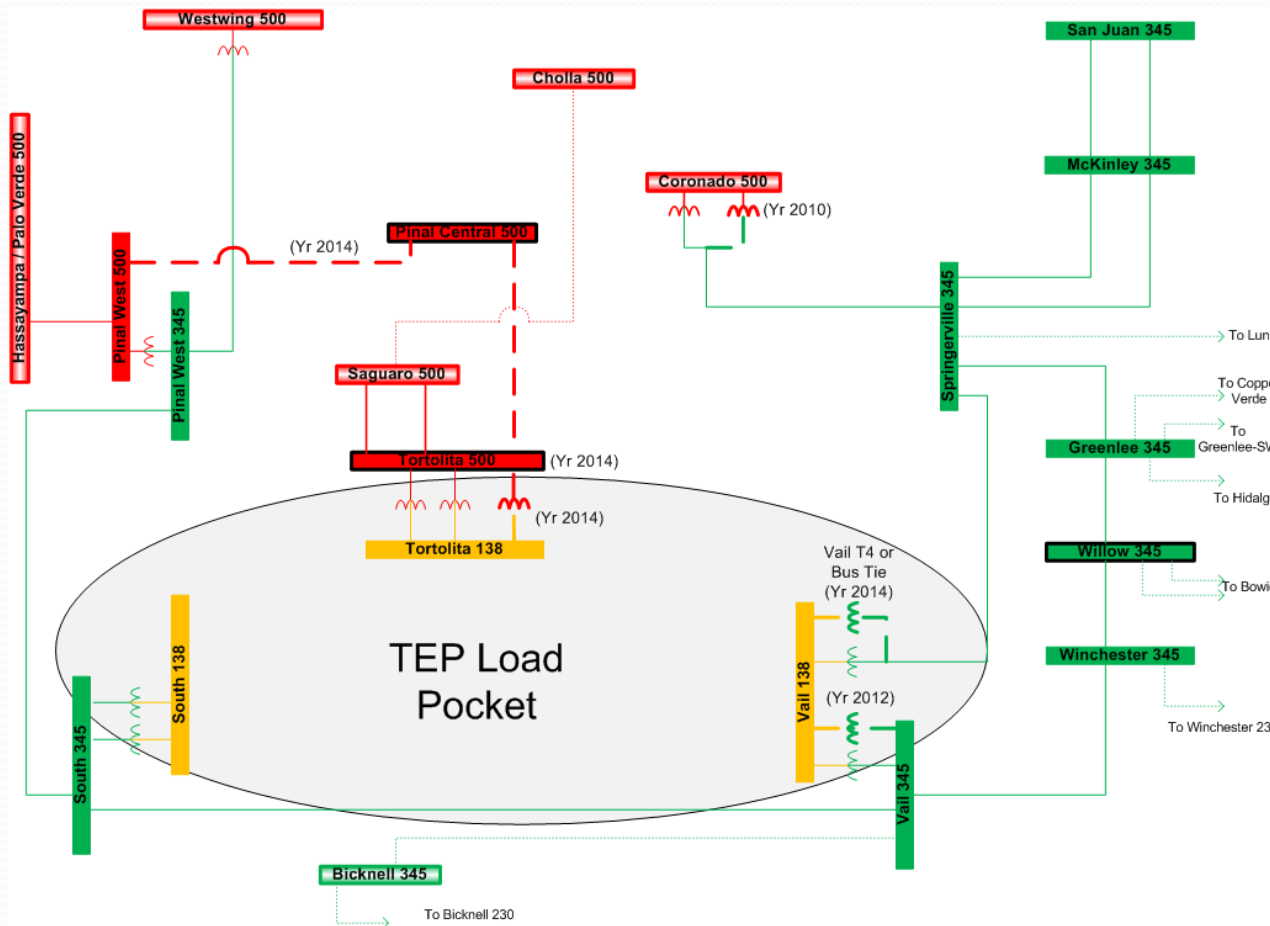 Westwing 500
San Juan 345
Cholla 500
Hassayampa / Palo Verde 500
McKinley 345
Coronado 500
(Yr 2010)
Pinal Central 500
(Yr 2014)
Pinal West 500
Pinal West 345
Springerville 345
To Lun
Saguaro 500
To Coppe
Verde
To
Greenlee-SW
Greenlee 345
Tortolita 500
(Yr 2014)
To Hidalg
(Yr 2014)
Tortolita 138
Vail T4 or
Bus Tie
(Yr 2014)
Willow 345
To Bowie
South 138
TEP Load
Pocket
Vail 138
Winchester 345
(Yr 2012)
To Winchester 23
South 345
Vail 345
Bicknell 345
To Bicknell 230